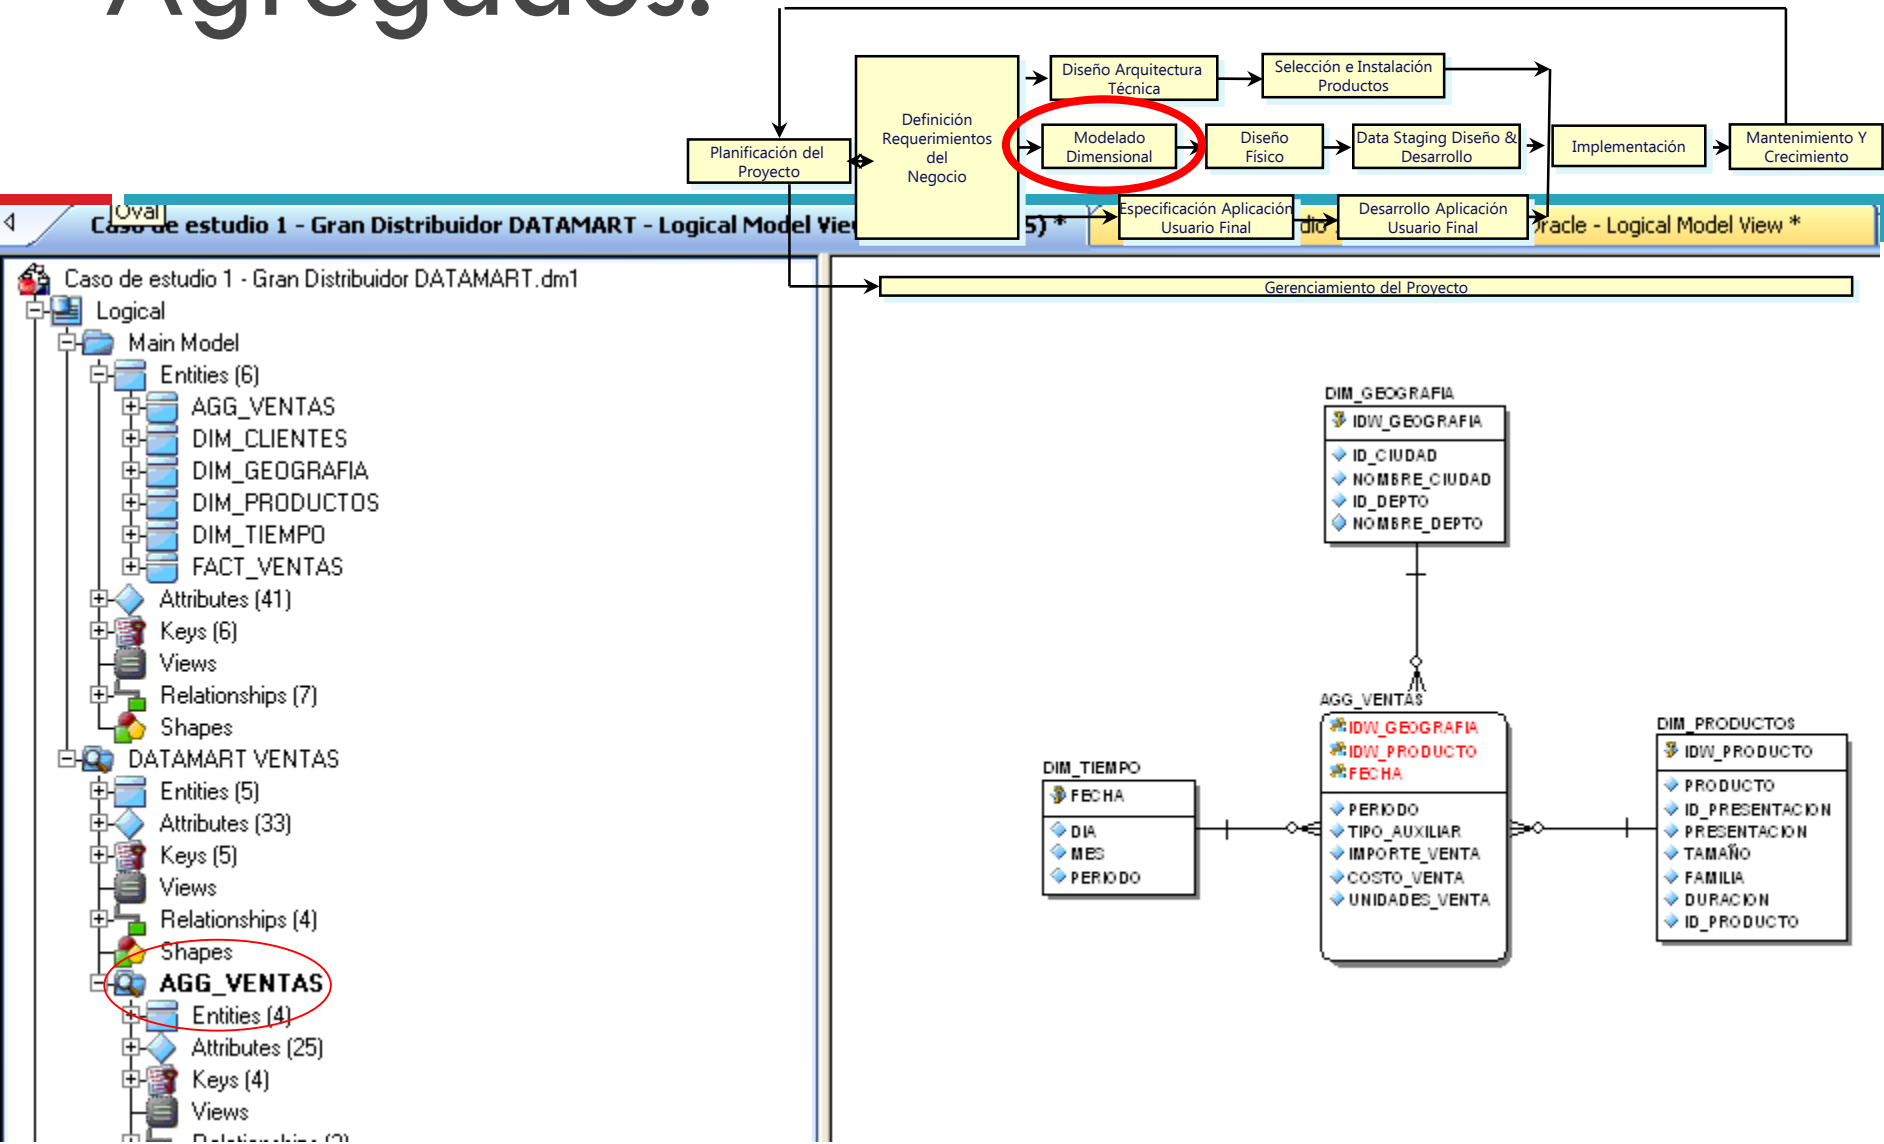 Agregados.
Diseño Arquitectura
Técnica
Selección e Instalación
Productos
Definición
Requerimientos
del
Negocio
Planificación del
Proyecto
Modelado
Dimensional
Diseño
Físico
Data Staging Diseño &
Desarrollo
Implementación
Mantenimiento Y
Crecimiento
Especificación Aplicación
Usuario Final
Desarrollo Aplicación
Usuario Final
Gerenciamiento del Proyecto
Oval
Caso de estudio 1 - Gran Distribuidor DATAMART - Logical Model View
5) *
dio
Oracle - Logical Model View *
Caso de estudio 1 - Gran Distribuidor DATAMART.dm1
Logical
Main Model
Entities (6)
AGG_VENTAS
DIM_CLIENTES
DIM_GEOGRAFIA
DIM_PRODUCTOS
DIM_TIEMPO
FACT_VENTAS
Attributes (41)
Keys (6)
Views
Relationships (7)
Shapes
DATAMART VENTAS
Entities (5)
Attributes (33)
Keys (5)
Views
Relationships (4)
Shapes
AGG_VENTAS
Entities (4)
Attributes (25)
Keys (4)
Views
Relationships (3)
DIM_GEOGRAFIA
IDW_GEOGRAFIA
ID_CIUDAD
NOMBRE_CIUDAD
ID_DEPTO
NOMBRE_DEPTO
AGG_VENTAS
IDW_GEOGRAFIA
IDW_PRODUCTO
FECHA
PERIODO
TIPO_AUXILIAR
IMPORTE_VENTA
COSTO_VENTA
UNIDADES_VENTA
DIM_TIEMPO
FECHA
DIA
MES
PERIODO
DIM_PRODUCTOS
IDW_PRODUCTO
PRODUCTO
ID_PRESENTACION
PRESENTACION
TAMAÑO
FAMILIA
DURACION
ID_PRODUCTO